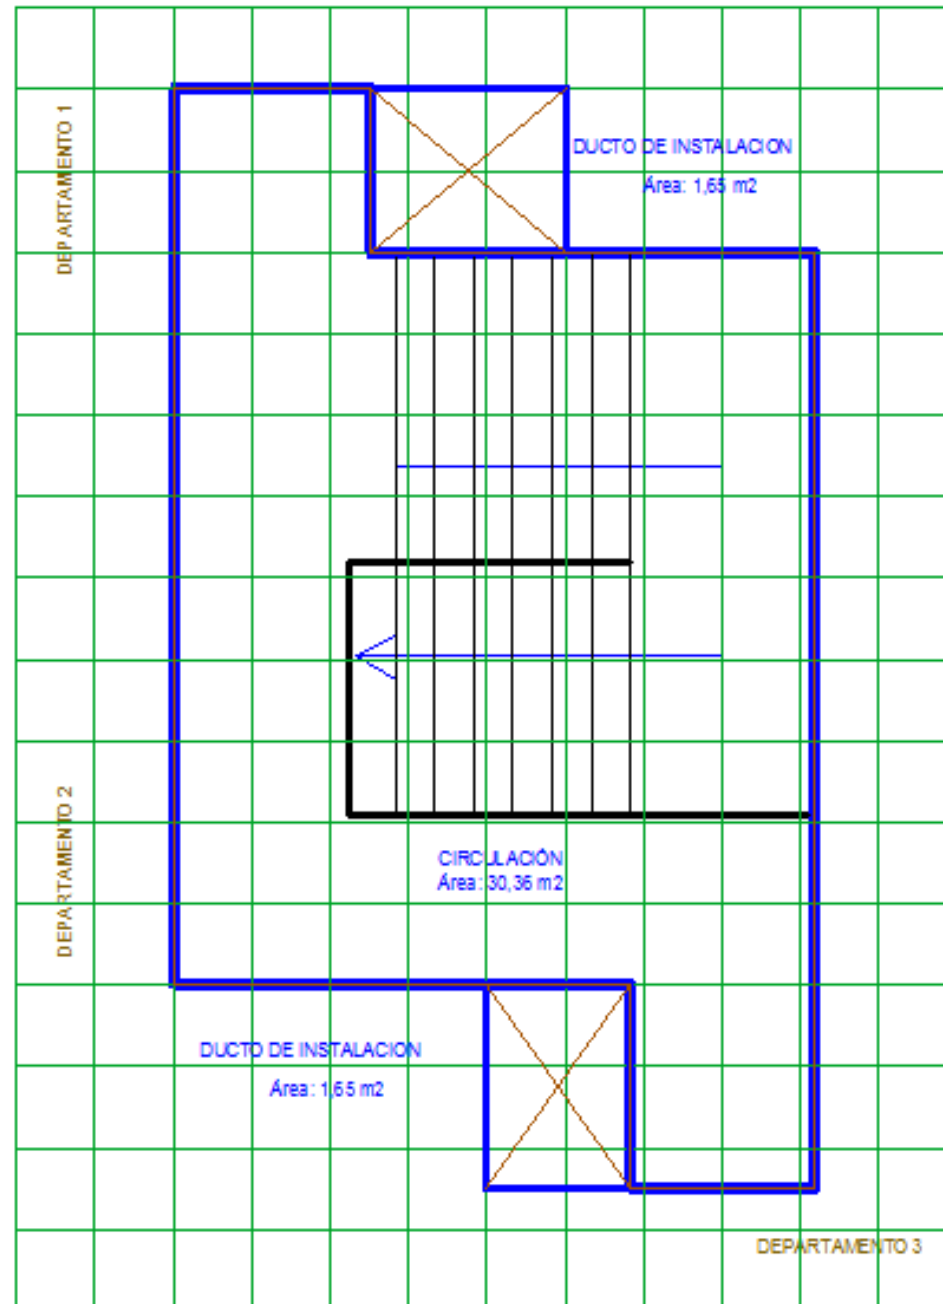 DEPARTAMENTO 1
DUCTO DE INSTALACION
Área: 1,65 m2
DEPARTAMENTO 2
CIRCULACIÓN
Área: 30,36 m2
DUCTO DE INSTALACION
Área: 1,65 m2
DEPARTAMENTO 3